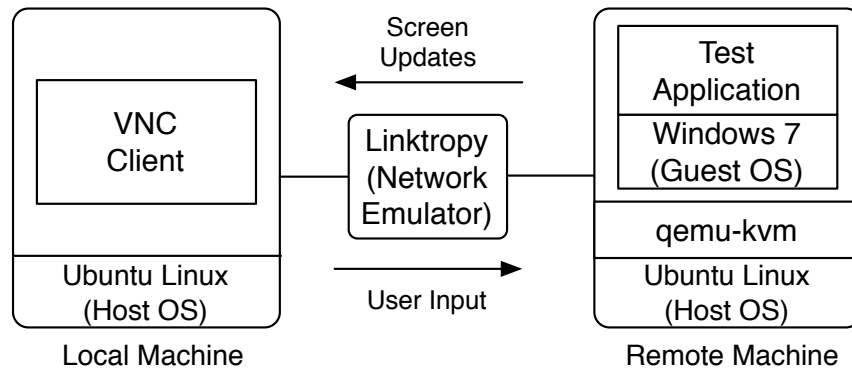 Screen
Updates
VNC
Client
Linktropy
(Network
Emulator)
Test
Application
Windows 7
(Guest OS)
qemu-kvm
Ubuntu Linux
(Host OS)
User Input
Ubuntu Linux
(Host OS)
Local Machine
Remote Machine